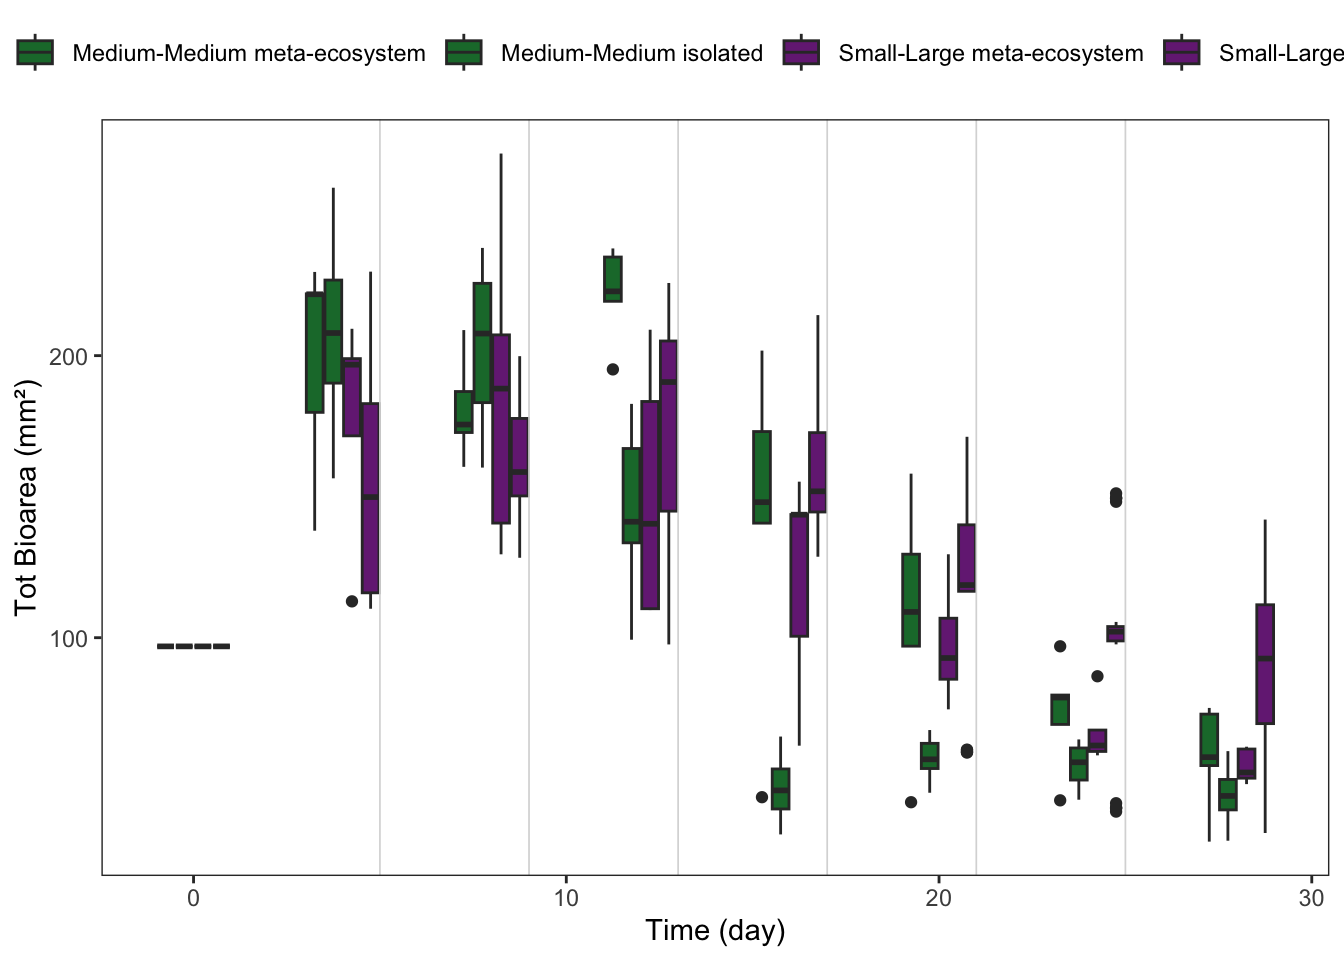 Medium-Medium meta-ecosystem Medium-Medium isolated Small-Large meta-ecosystem Small-Large
Tot Bioarea (mm²)
200
100
0 10 20 30
Time (day)